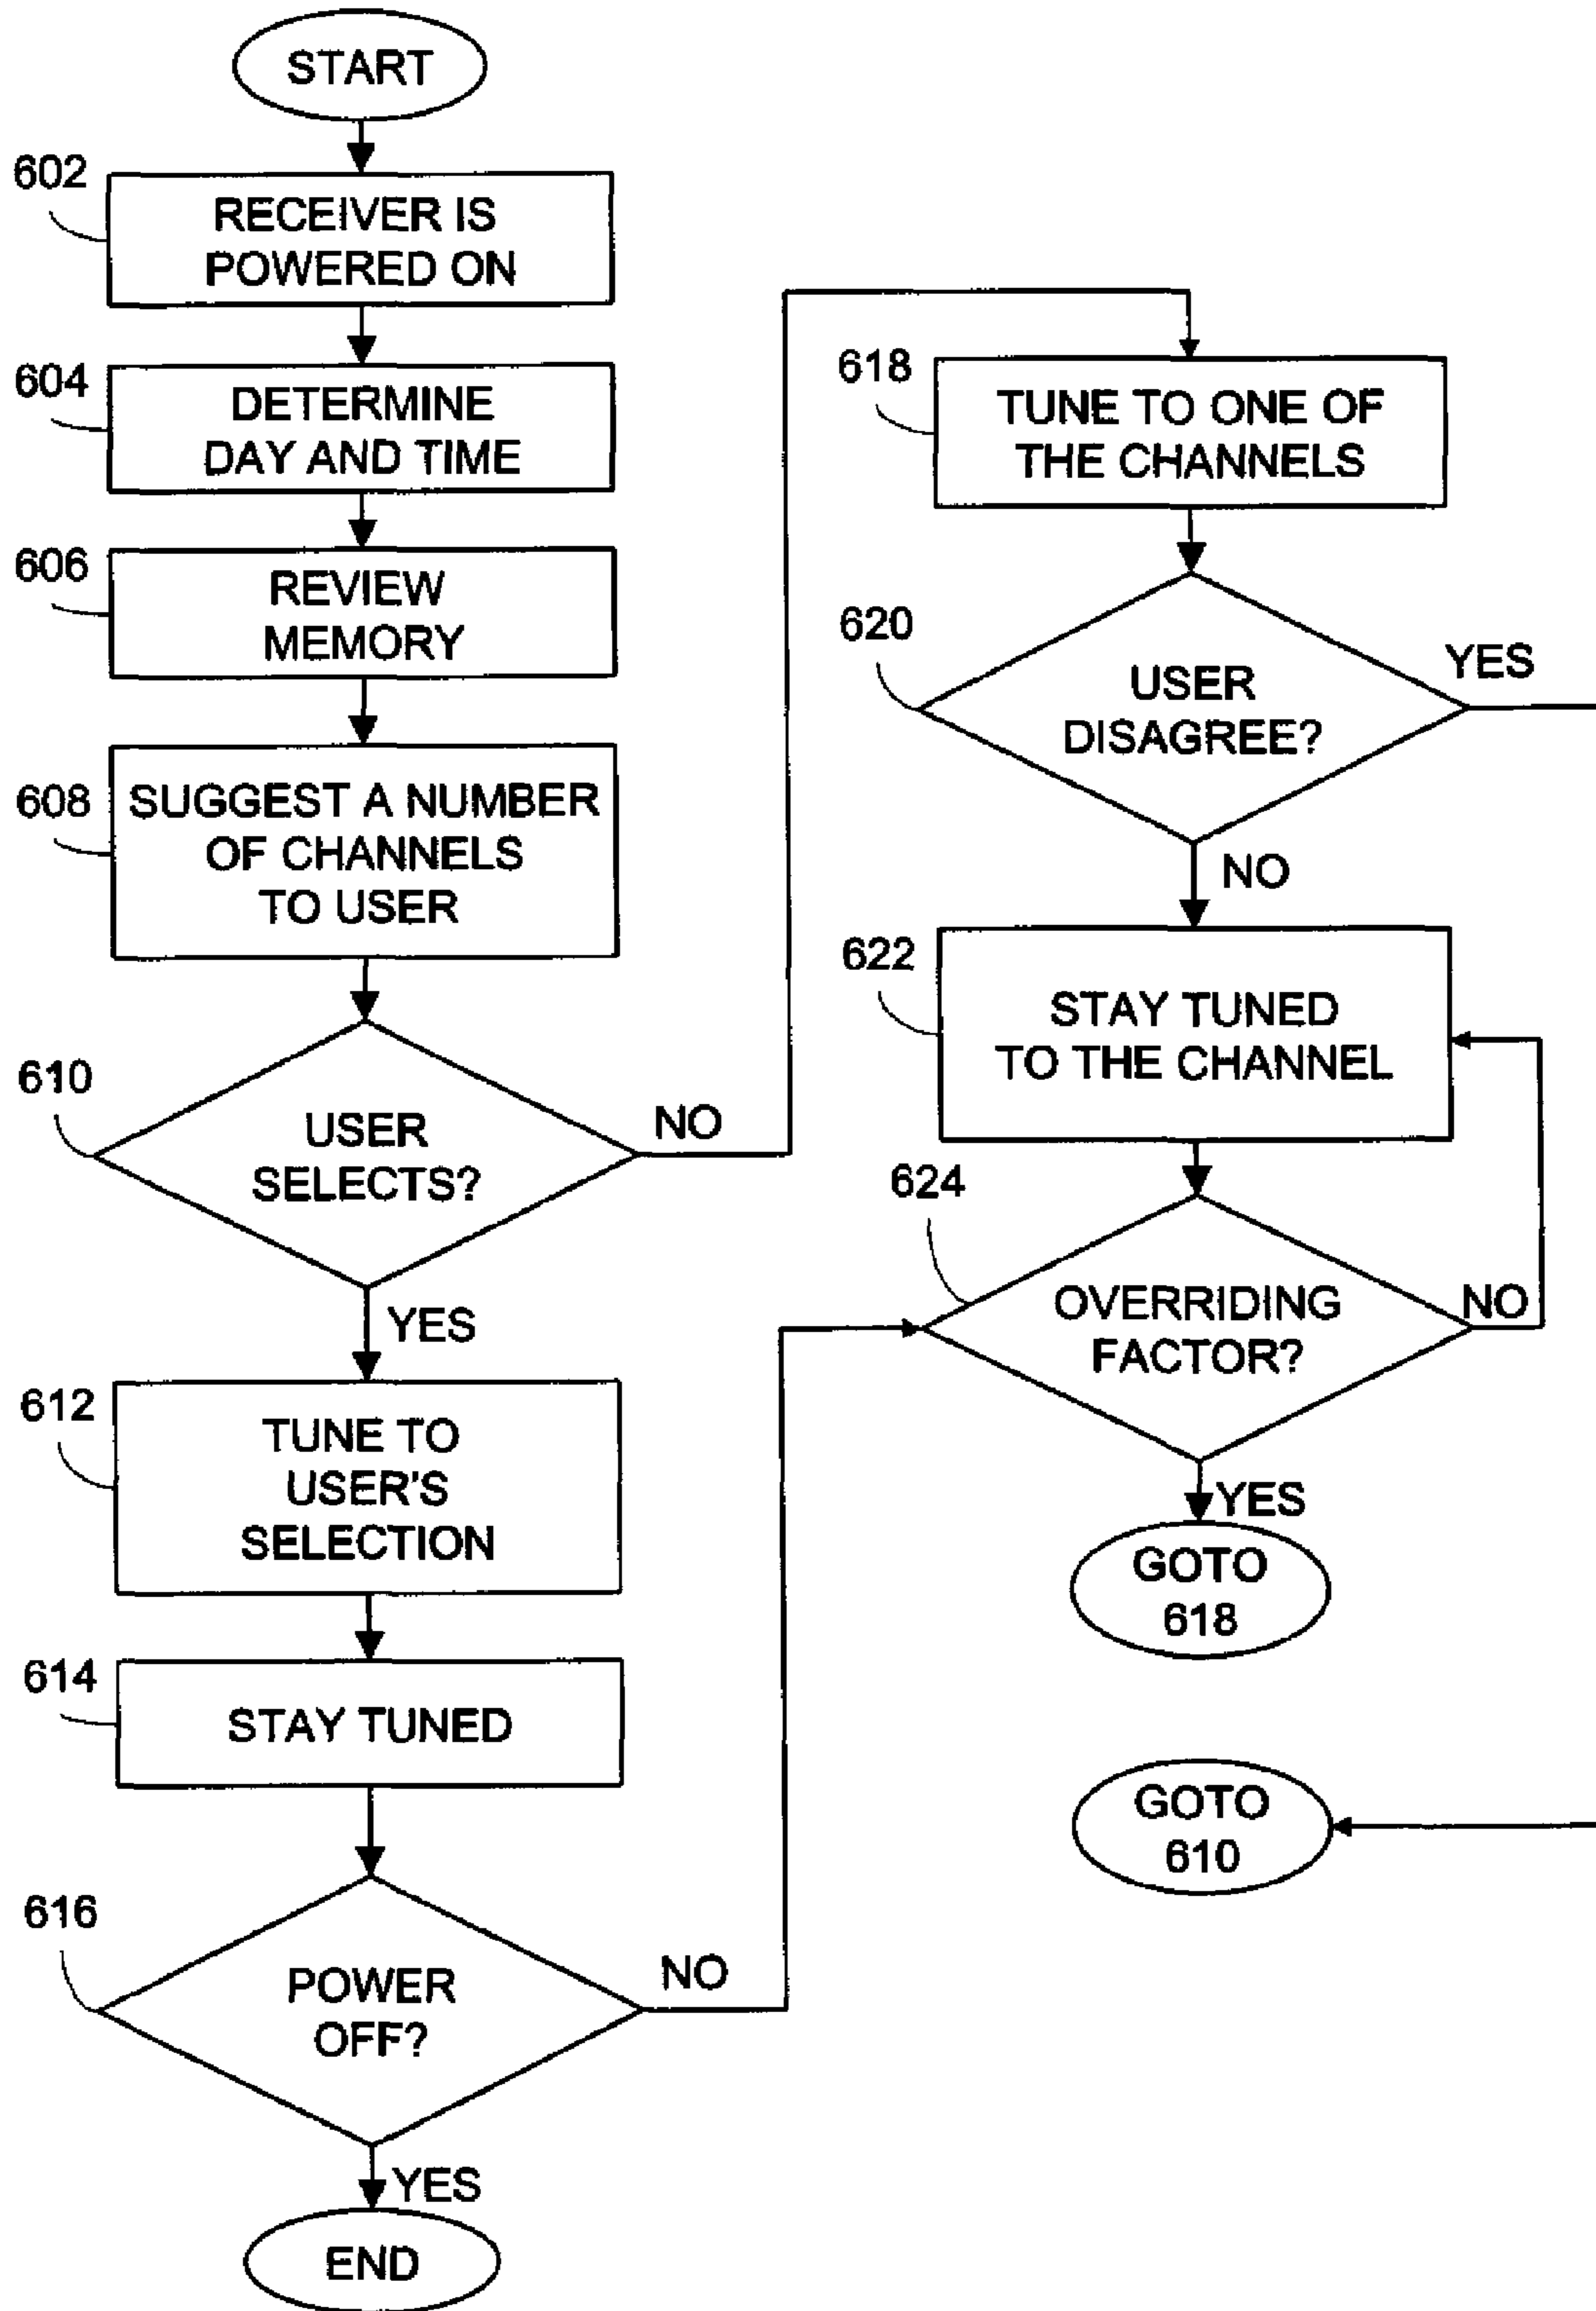 START
602
RECEIVER IS
POWERED ON
604
DETERMINE
DAY AND TIME
606
REVIEW
MEMORY
608
SUGGEST A NUMBER
OF CHANNELS
TO USER
610
USER
SELECTS?
NO
YES
612
TUNE TO
USER'S
SELECTION
614
STAY TUNED
616
POWER
OFF?
NO
YES
END
618
TUNE TO ONE OF
THE CHANNELS
620
USER
DISAGREE?
YES
NO
622
STAY TUNED
TO THE CHANNEL
624
OVERRIDING
FACTOR?
NO
YES
GOTO
618
GOTO
610